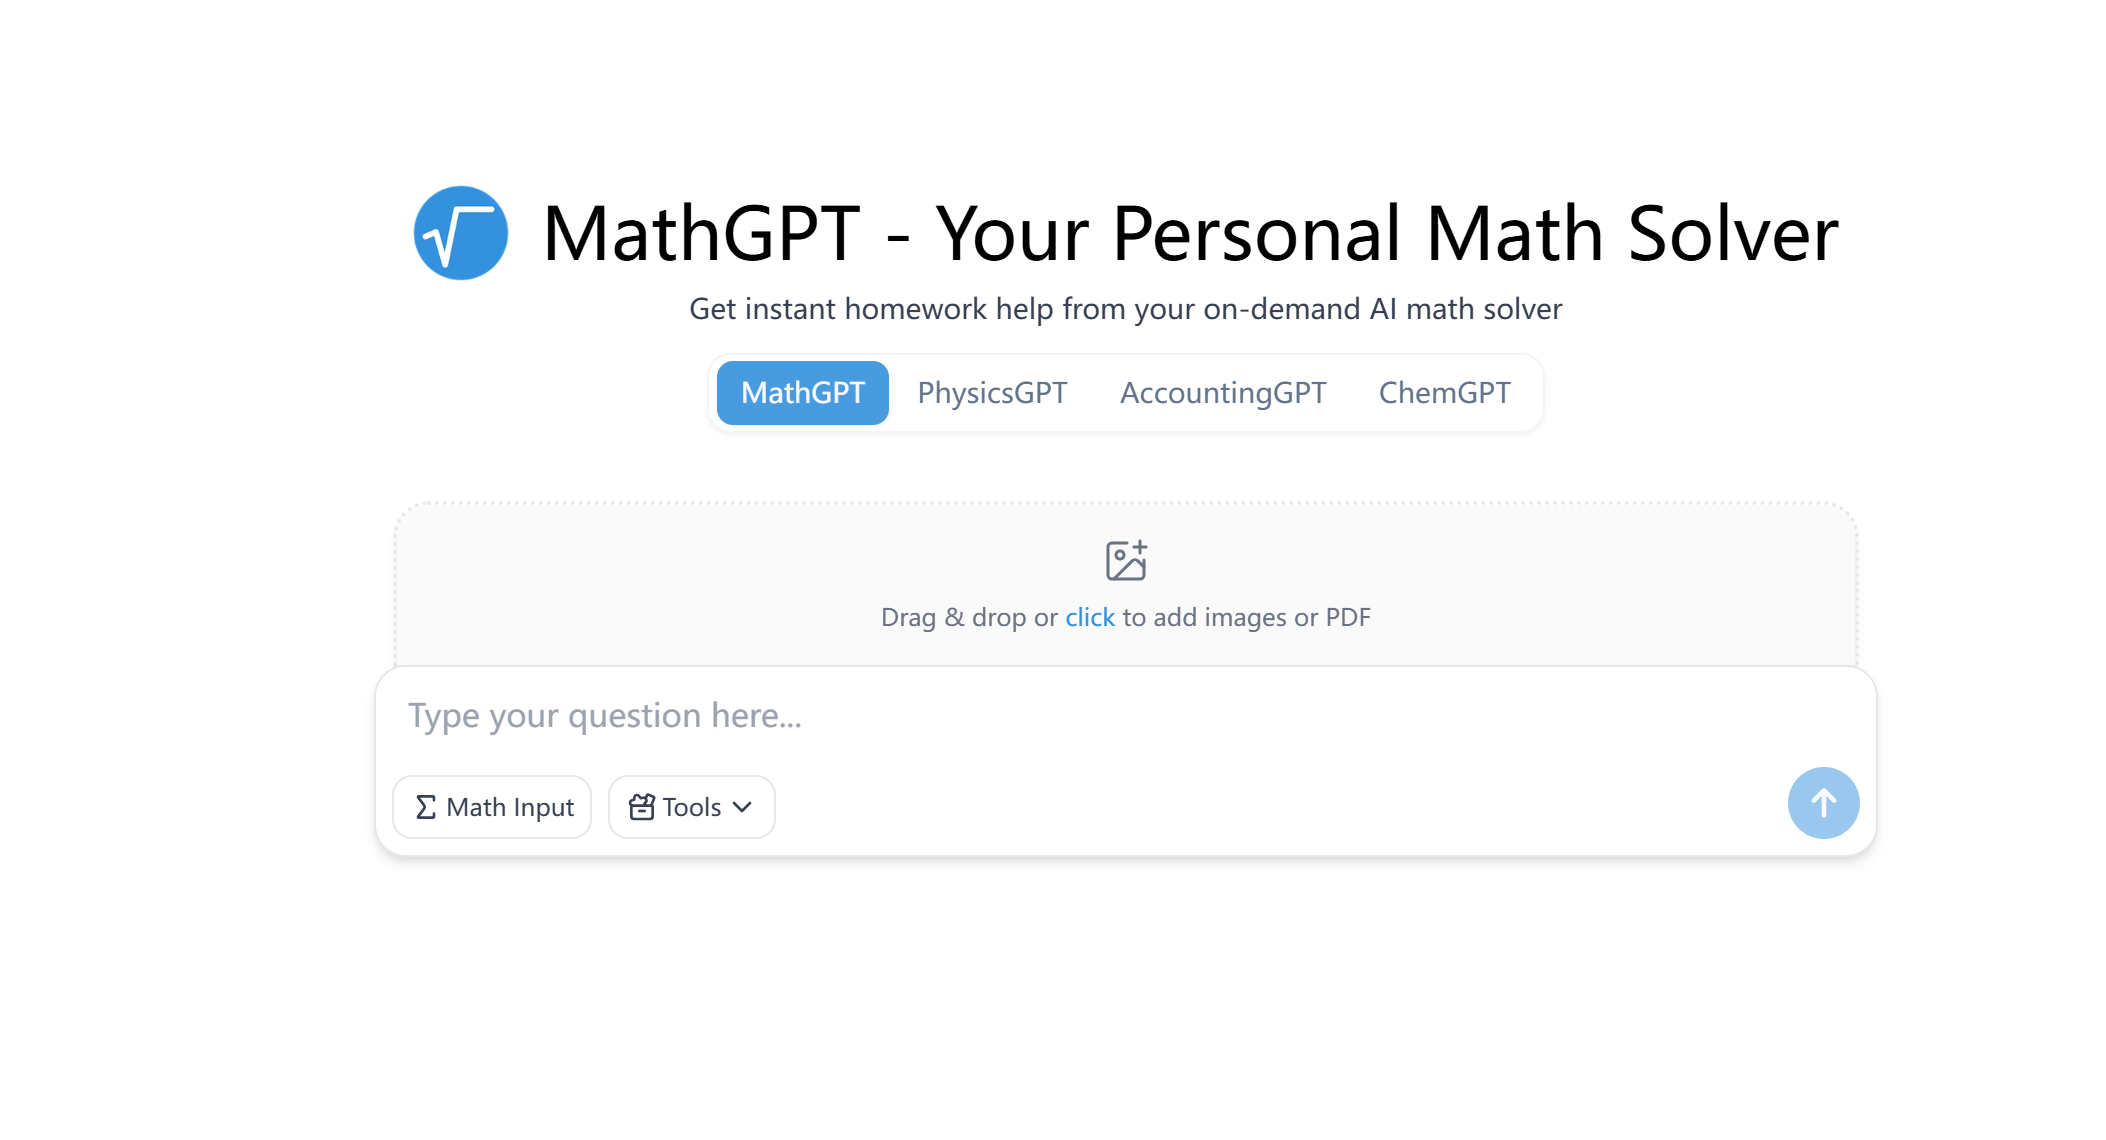 MathGPT - Your Personal Math Solver
Get instant homework help from your on-demand AI math solver
MathGPT PhysicsGPT AccountingGPT ChemGPT
Drag & drop or click to add images or PDF
Type your question here...
Math Input Tools